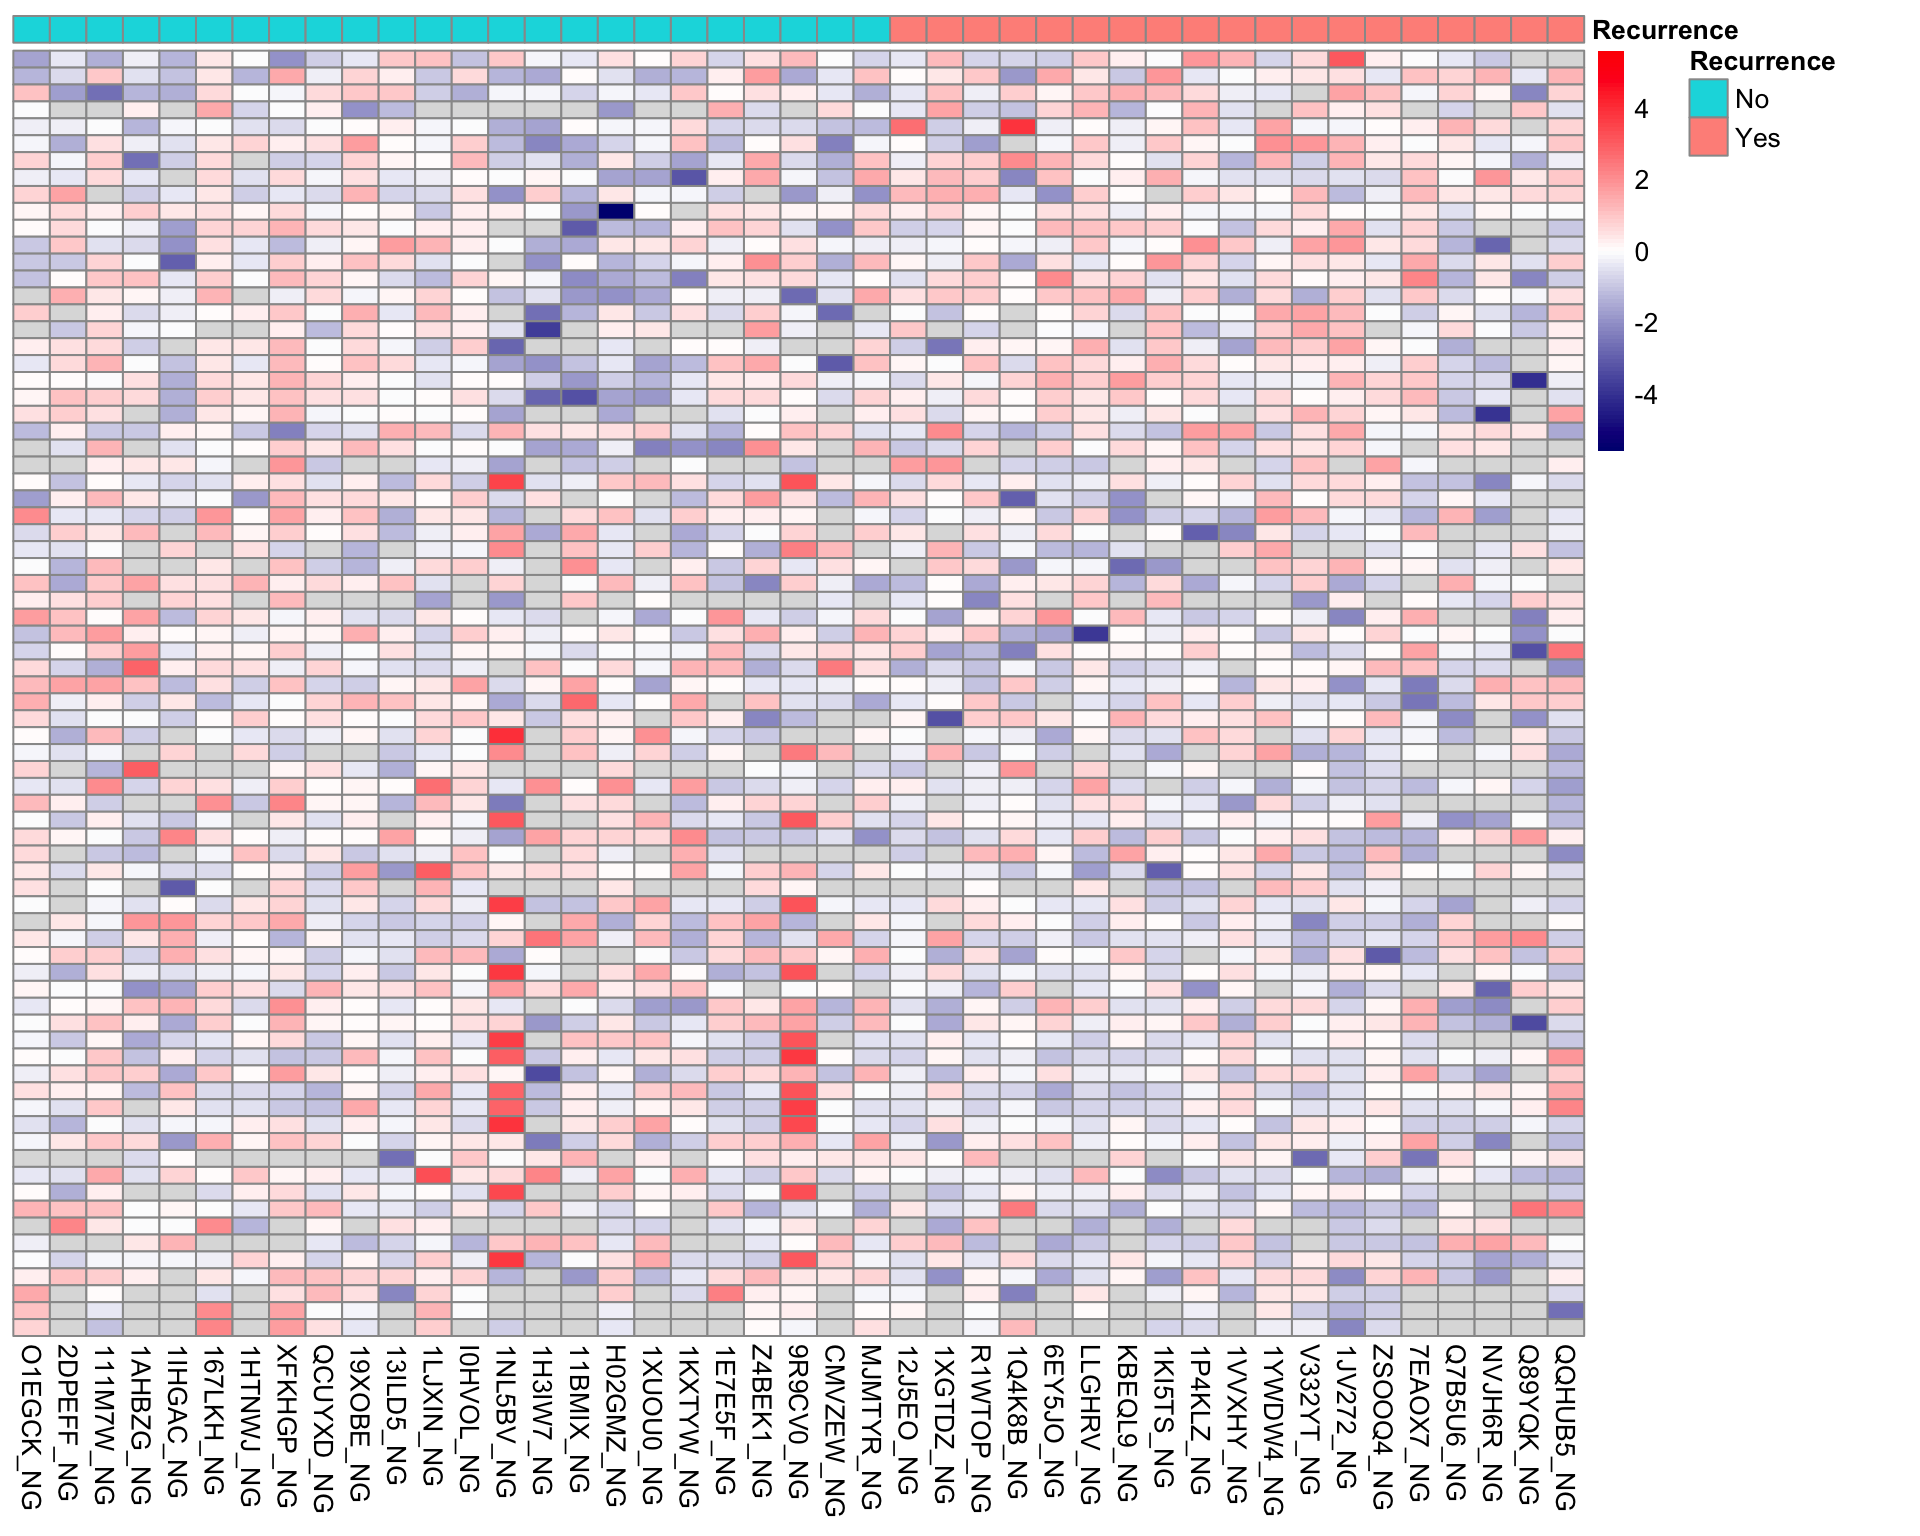 Recurrence
Recurrence
No
Yes
4
2
0
-2
-4
O1EGCK_NG
2DPEFF_NG
111M7W_NG
1AHBZG_NG
1IHGAC_NG
167LKH_NG
1HTNWJ_NG
XFKHGP_NG
QCUYXD_NG
19XOBE_NG
13ILD5_NG
1LJXIN_NG
I0HVOL_NG
1NL5BV_NG
1H3IW7_NG
11BMIX_NG
H02GMZ_NG
1XUOU0_NG
1KXTYW_NG
1E7E5F_NG
Z4BEK1_NG
9R9CV0_NG
CMVZEW_NG
MJMTYR_NG
12J5EO_NG
1XGTDZ_NG
R1WTOP_NG
1Q4K8B_NG
6EY5JO_NG
LLGHRV_NG
KBEQL9_NG
1KI5TS_NG
1P4KLZ_NG
1VVXHY_NG
1YWDW4_NG
V332YT_NG
1JV272_NG
ZSOOQ4_NG
7EAOX7_NG
Q7B5U6_NG
NVJH6R_NG
Q89YQK_NG
QQHUB5_NG